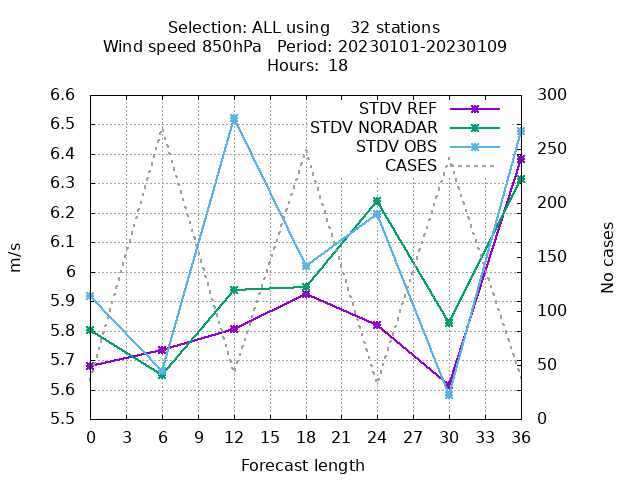 Selection: ALL using    32 stations
Wind speed 850hPa   Period: 20230101-20230109
Hours:  18
STDV REF
STDV NORADAR
STDV OBS
CASES
6.6
6.5
6.4
6.3
6.2
6.1
6
5.9
5.8
5.7
5.6
5.5
m/s
300
250
200
150
100
50
0
No cases
0 3 6 9 12 15 18 21 24 27 30 33 36
Forecast length